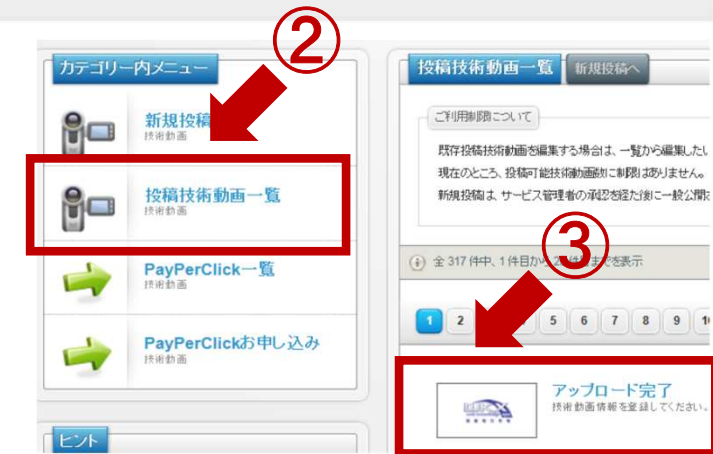 ②
カテゴリー内メニュー
新規投稿
技術動画
投稿技術動画一覧
技術動画
PayPerClick一覧
技術動画
PayPerClickお申し込み
技術動画
ヒント
投稿技術動画一覧
新規投稿へ
ご利用制限について
既存投稿技術動画を編集する場合は、一覧から編集したい
現在のところ、投稿可能技術動画数に制限はありません。
新規投稿は、サービス管理者の承認を経た後に一般公開
③
全 317 件中、1 件目から 2 件目までを表示
1 2 5 6 7 8 9
アップロード完了
技術動画情報を登録してください。